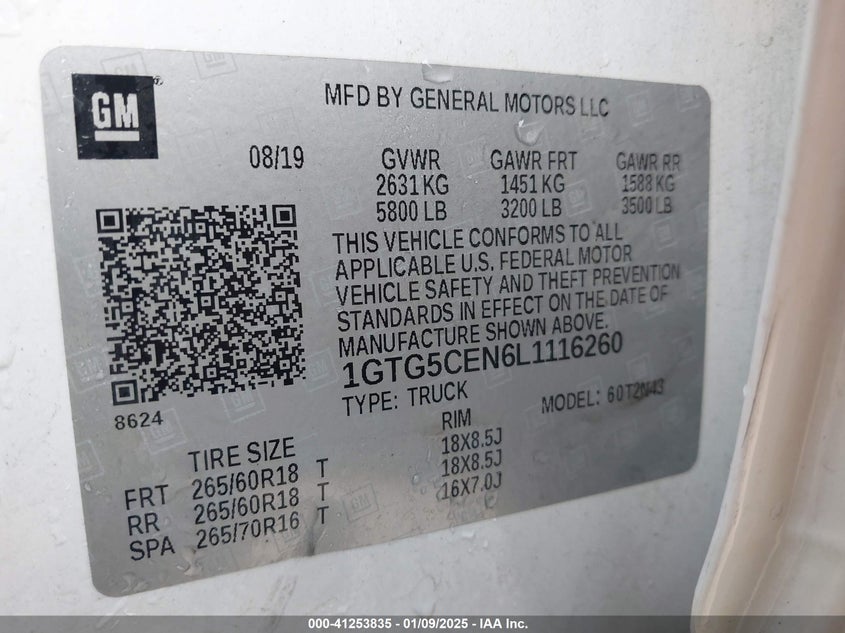 GM
MFD BY GENERAL MOTORS LLC
08/19 GVWR GAWR FRT GAWR RR
2631 KG 1451 KG 1588 KG
5800 LB 3200 LB 3500 LB
THIS VEHICLE CONFORMS TO ALL
APPLICABLE U.S. FEDERAL MOTOR
VEHICLE SAFETY AND THEFT PREVENTION
STANDARDS IN EFFECT ON THE DATE OF
MANUFACTURE SHOWN ABOVE.
1GTG5CEN6L1116260
8624
TYPE: TRUCK MODEL: 60T2N43
TIRE SIZE RIM
FRT 265/60R18 T 18X8.5J
RR 265/60R18 T 18X8.5J
SPA 265/70R16 T 16X7.0J
000-41253835 — 01/09/2025 — IAA Inc.